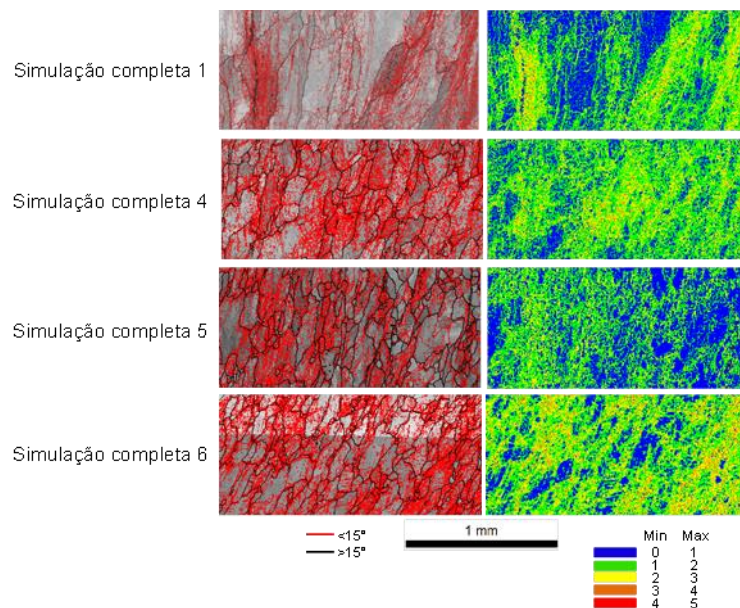 Simulação completa 1
Simulação completa 4
Simulação completa 5
Simulação completa 6
<15°
>15°
1 mm
Min Max
0 1
1 2
2 3
3 4
4 5